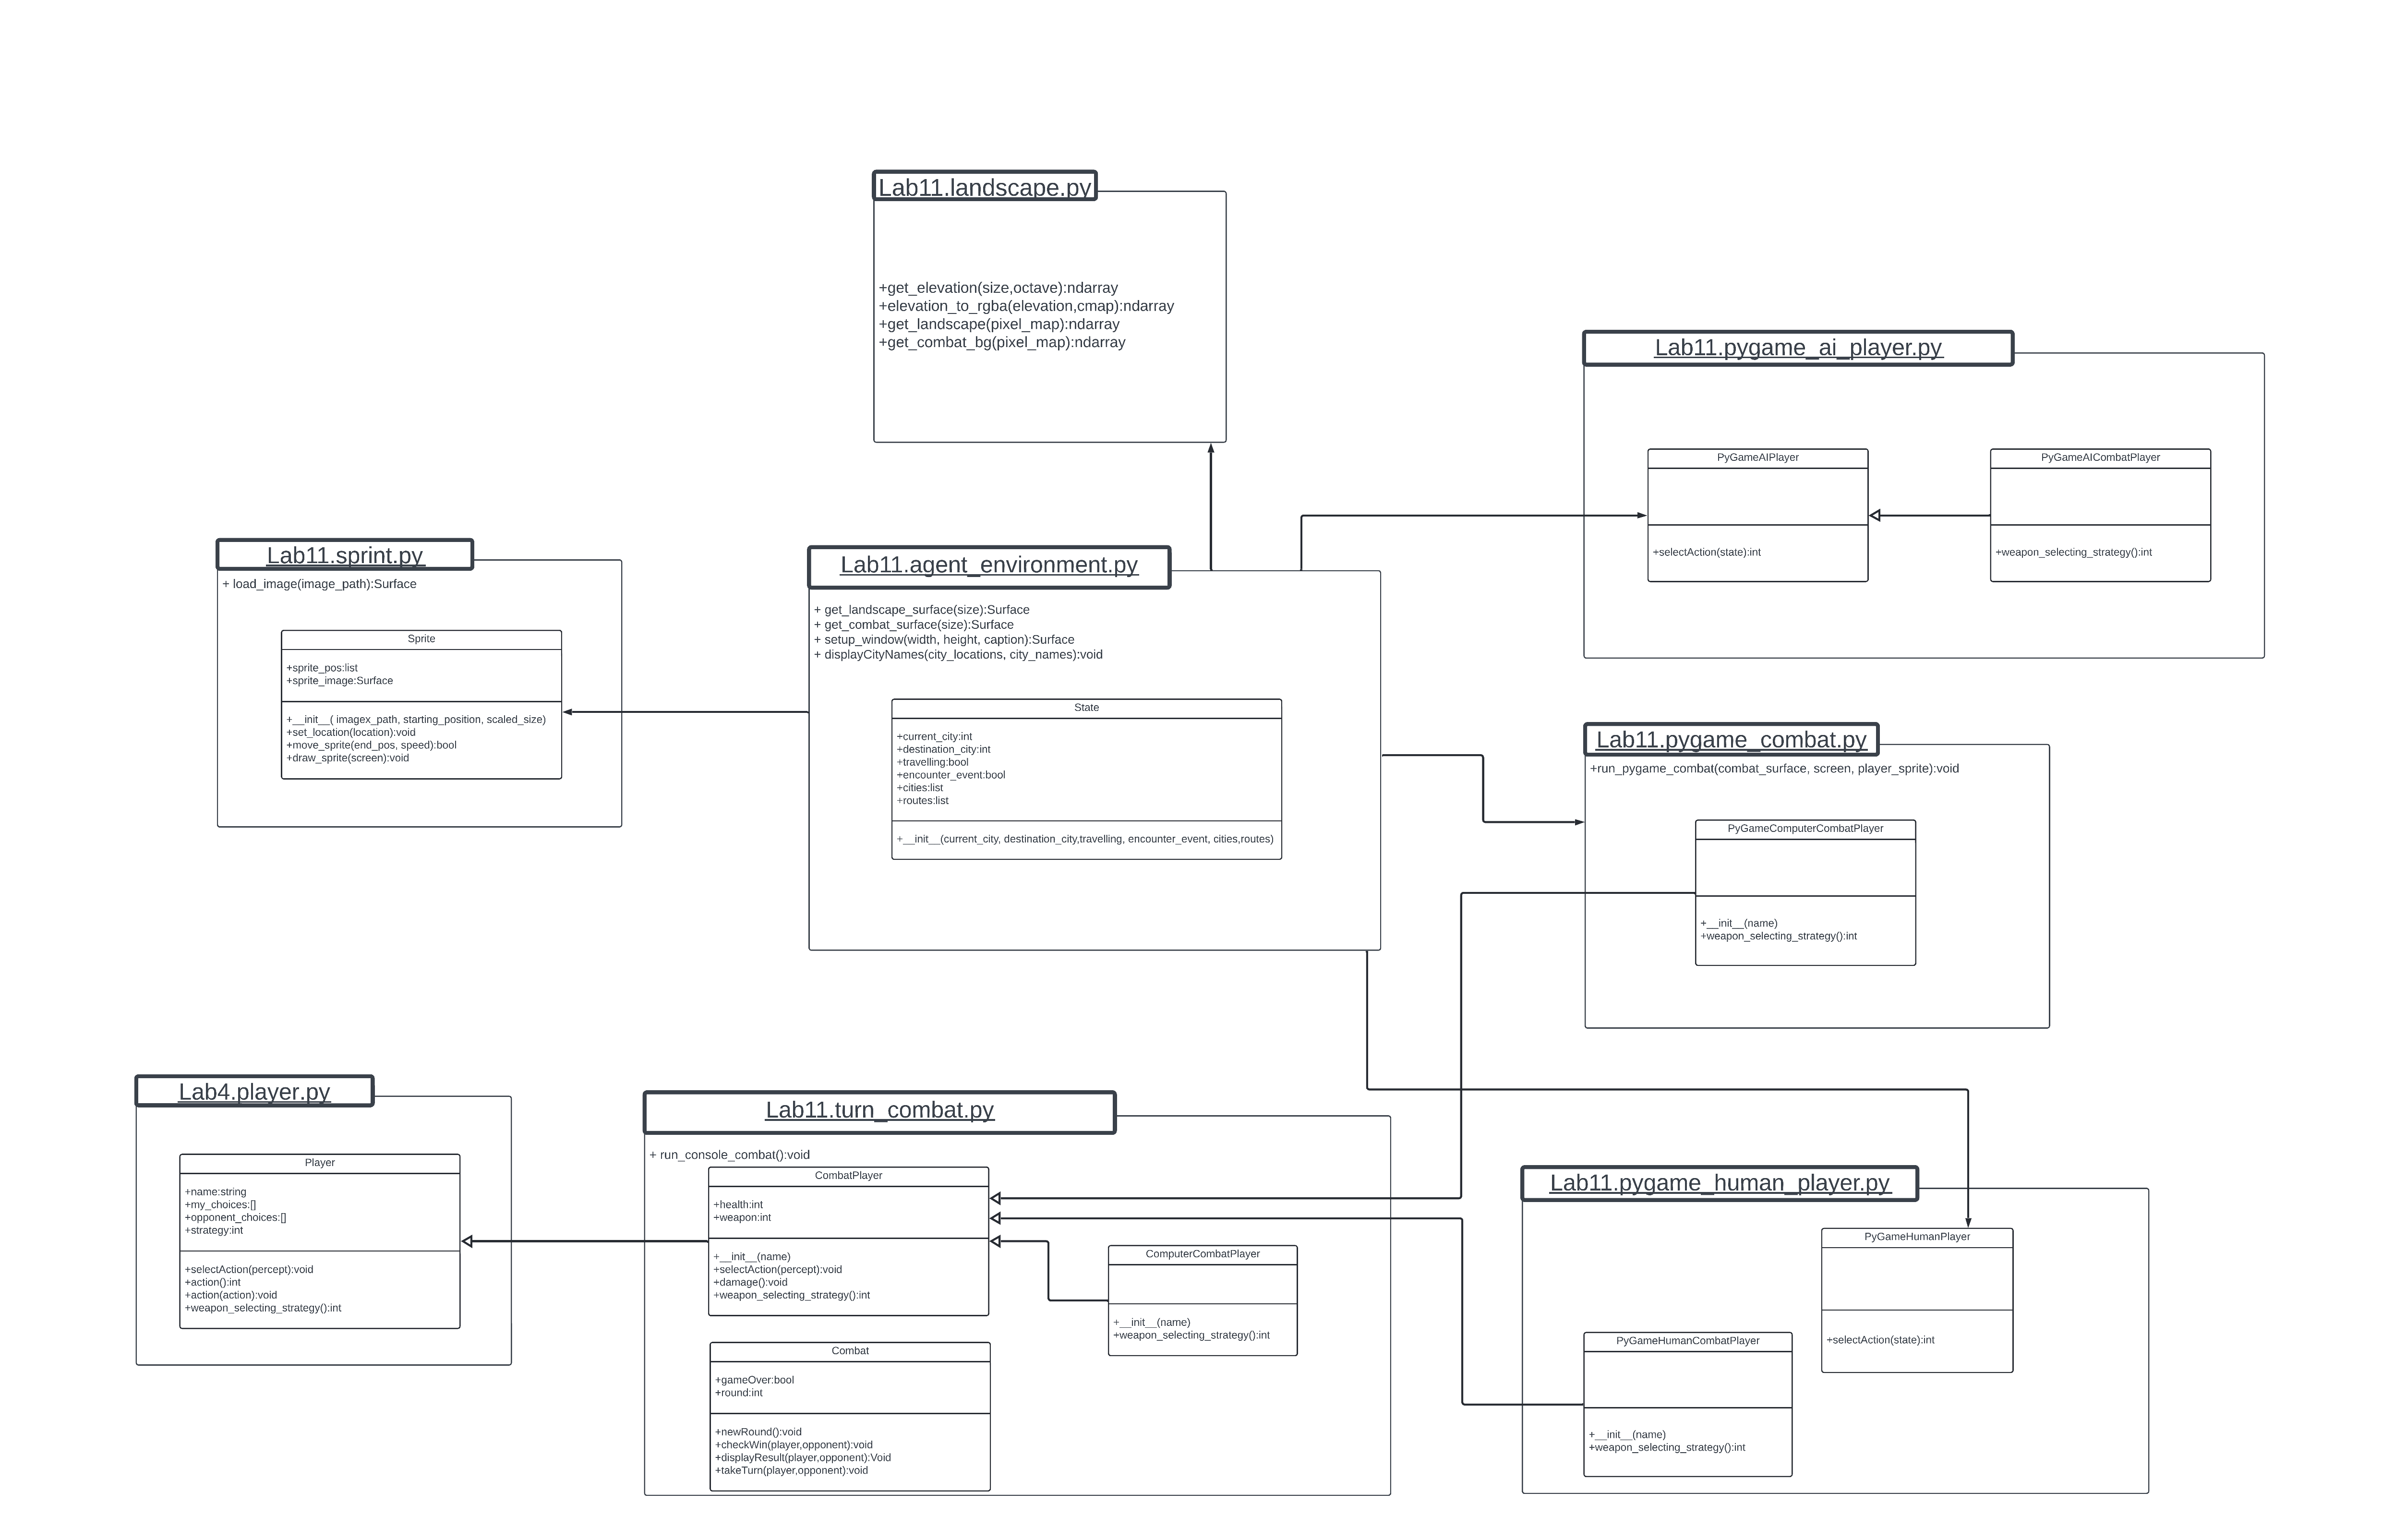 Lab11.landscape.py
+get_elevation(size,octave):ndarray
+elevation_to_rgba(elevation,cmap):ndarray
+get_landscape(pixel_map):ndarray
+get_combat_bg(pixel_map):ndarray
Lab11.pygame_ai_player.py
PyGameAIPlayer
+selectAction(state):int
PyGameAICombatPlayer
+weapon_selecting_strategy():int
Lab11.sprint.py
+ load_image(image_path):Surface
Sprite
+sprite_pos:list
+sprite_image:Surface
+__init__( imagex_path, starting_position, scaled_size)
+set_location(location):void
+move_sprite(end_pos, speed):bool
+draw_sprite(screen):void
Lab11.agent_environment.py
+ get_landscape_surface(size):Surface
+ get_combat_surface(size):Surface
+ setup_window(width, height, caption):Surface
+ displayCityNames(city_locations, city_names):void
State
+current_city:int
+destination_city:int
+travelling:bool
+encounter_event:bool
+cities:list
+routes:list
+__init__(current_city, destination_city,travelling, encounter_event, cities,routes)
Lab11.pygame_combat.py
+run_pygame_combat(combat_surface, screen, player_sprite):void
PyGameComputerCombatPlayer
+__init__(name)
+weapon_selecting_strategy():int
Lab4.player.py
Player
+name:string
+my_choices:[]
+opponent_choices:[]
+strategy:int
+selectAction(percept):void
+action():int
+action(action):void
+weapon_selecting_strategy():int
Lab11.turn_combat.py
+ run_console_combat():void
CombatPlayer
+health:int
+weapon:int
+__init__(name)
+selectAction(percept):void
+damage():void
+weapon_selecting_strategy():int
ComputerCombatPlayer
+__init__(name)
+weapon_selecting_strategy():int
Combat
+gameOver:bool
+round:int
+newRound():void
+checkWin(player,opponent):void
+displayResult(player,opponent):Void
+takeTurn(player,opponent):void
Lab11.pygame_human_player.py
PyGameHumanPlayer
+selectAction(state):int
PyGameHumanCombatPlayer
+__init__(name)
+weapon_selecting_strategy():int